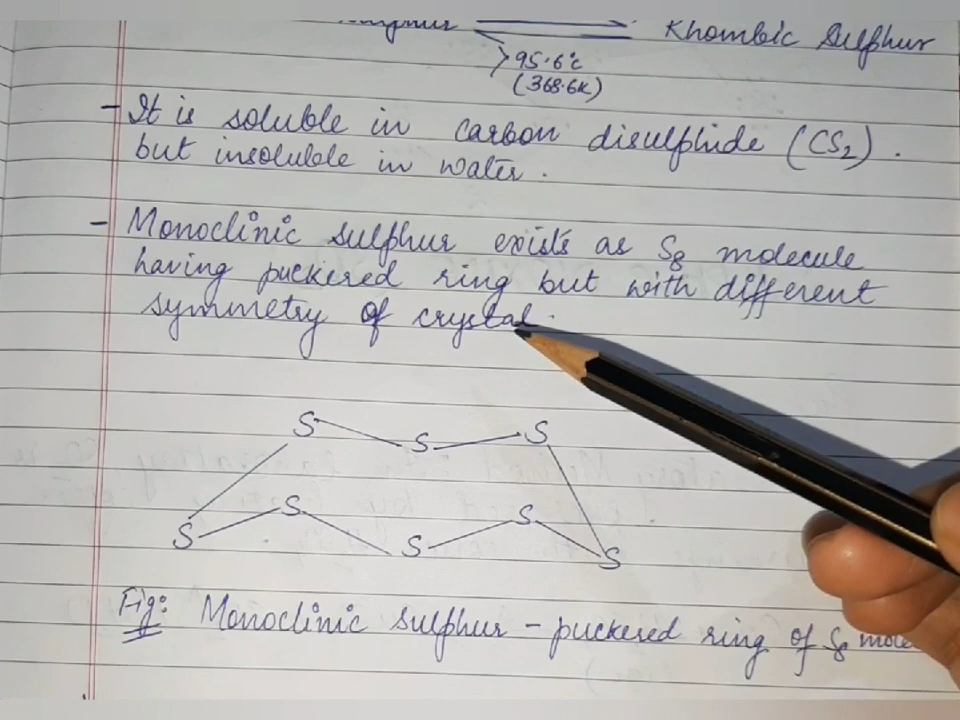 Rhombic Sulphur
>95.6°c
(368.6K)
- It is soluble in carbon disulphide (CS₂).
but insoluble in water.
- Monoclinic sulphur exists as S₈ molecule
having puckered ring but with different
symmetry of crystal.
S S S
S S S S S
Fig: Monoclinic sulphur - puckered ring of S₈